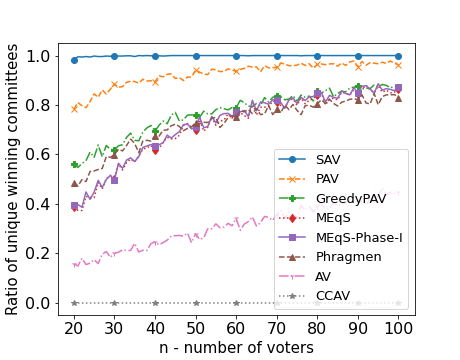 Ratio of unique winning committees
1.0
0.8
0.6
0.4
0.2
0.0
20 30 40 50 60 70 80 90 100
n - number of voters
SAV
PAV
GreedyPAV
MEqS
MEqS-Phase-I
Phragmen
AV
CCAV